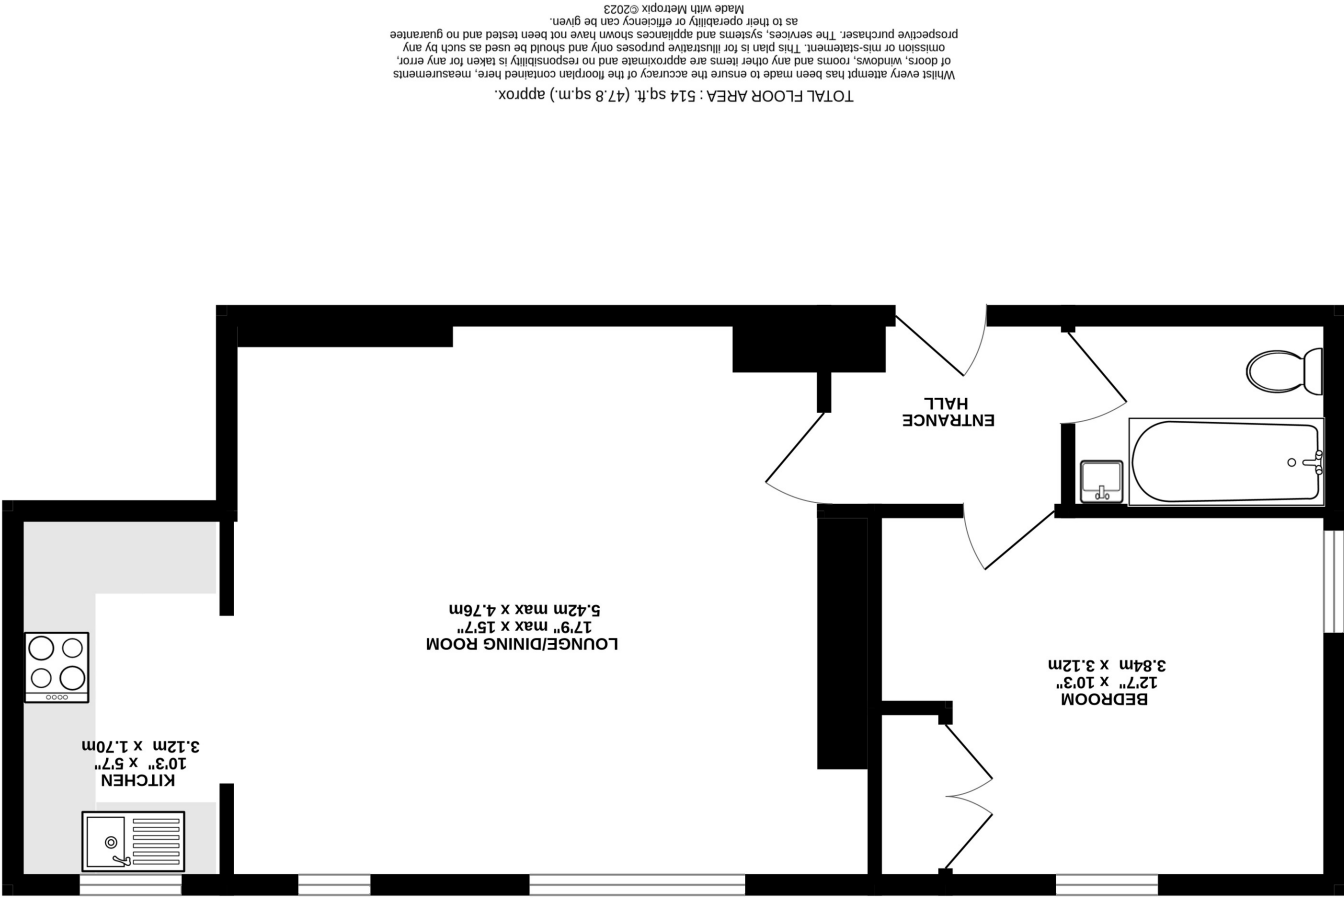 KITCHEN
10'3" x 5'7"
3.12m x 1.70m
BEDROOM
12'7" x 10'3"
3.84m x 3.12m
LOUNGE/DINING ROOM
17'9" max x 15'7"
5.42m max x 4.76m
ENTRANCE
HALL
TOTAL FLOOR AREA : 514 sq.ft. (47.8 sq.m.) approx.
Whilst every attempt has been made to ensure the accuracy of the floorplan contained here, measurements
of doors, windows, rooms and any other items are approximate and no responsibility is taken for any error,
omission or mis-statement. This plan is for illustrative purposes only and should be used as such by any
prospective purchaser. The services, systems and appliances shown have not been tested and no guarantee
as to their operability or efficiency can be given.
Made with Metropix ©2023